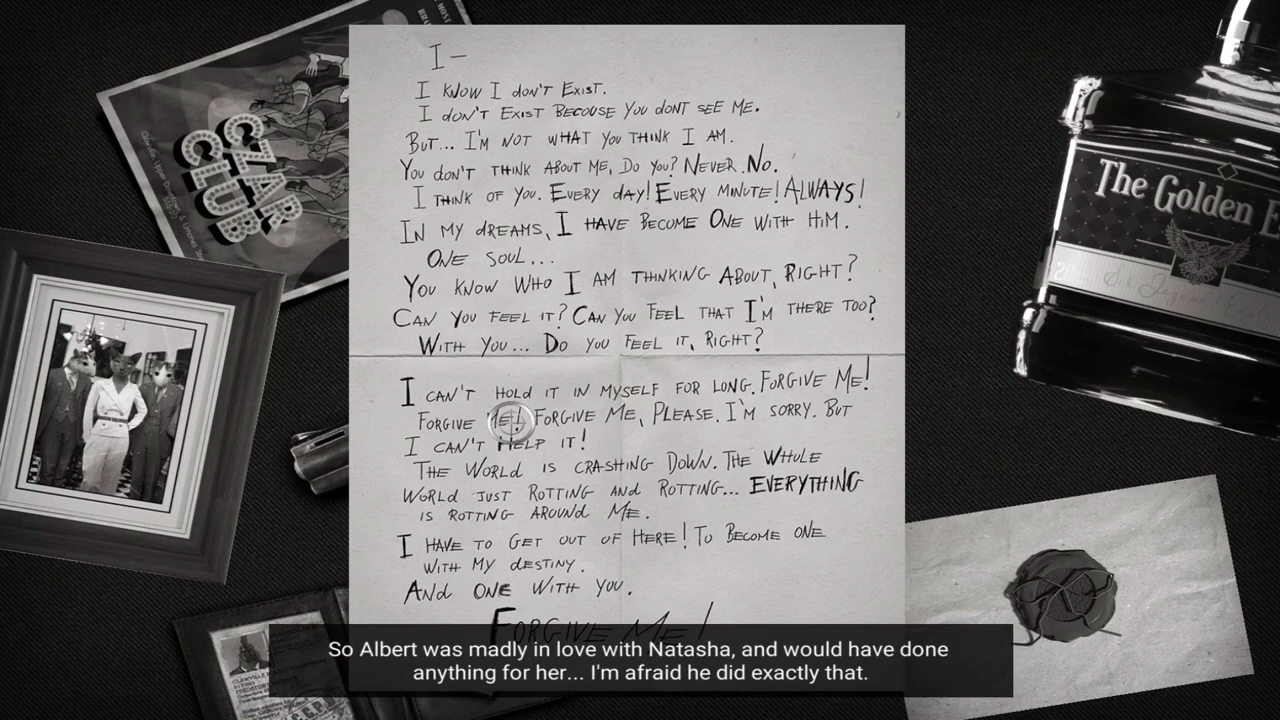 I—
I KNOW I dON'T EXIST.
I dON'T EXIST BECOUSE YOU dONT SEE ME.
BUT... I'M NOT WHAT YOU THINK I AM.
YOU dON'T THINK ABOUT ME, DO YOU? NEVER. NO.
I THINK OF YOU. EVERY dAY! EVERY MINUTE! ALWAYS!
IN MY dREAMS, I HAVE BECOME ONE WITH HIM.
ONE SOUL...
YOU KNOW WHO I AM THINKING ABOUT, RIGHT?
CAN YOU FEEL IT? CAN YOU FEEL THAT I'M THERE TOO?
WITH YOU... DO YOU FEEL IT, RIGHT?
I CAN'T HOLd IT IN MYSELF FOR LONG. FORGIVE ME!
FORGIVE ME! FORGIVE ME, PLEASE. I'M SORRY. BUT
I CAN'T HELP IT!
THE WORLd IS CRASHING DOWN. THE WHULE
WORLd JUST ROTTING ANd ROTTING... EVERYTHING
IS ROTTING AROUNd ME.
I HAVE TO GET OUT OF HERE! TO BECOME ONE
WITH MY dESTINY.
ANd ONE WITH YOU.
FORGIVE ME!
CZAR
CLUB
The Golden E
So Albert was madly in love with Natasha, and would have done
anything for her... I'm afraid he did exactly that.